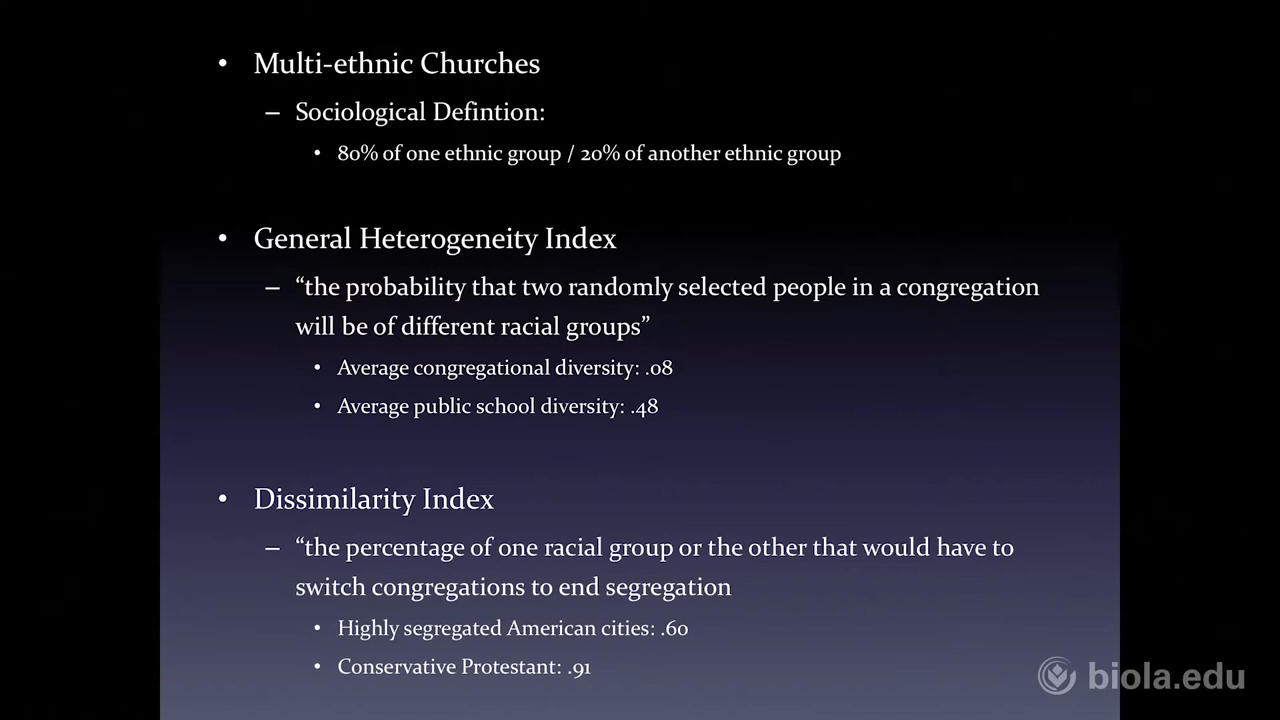 • Multi-ethnic Churches
– Sociological Defintion:
• 80% of one ethnic group / 20% of another ethnic group
• General Heterogeneity Index
– “the probability that two randomly selected people in a congregation
will be of different racial groups”
• Average congregational diversity: .08
• Average public school diversity: .48
• Dissimilarity Index
– “the percentage of one racial group or the other that would have to
switch congregations to end segregation
• Highly segregated American cities: .60
• Conservative Protestant: .91
biola.edu